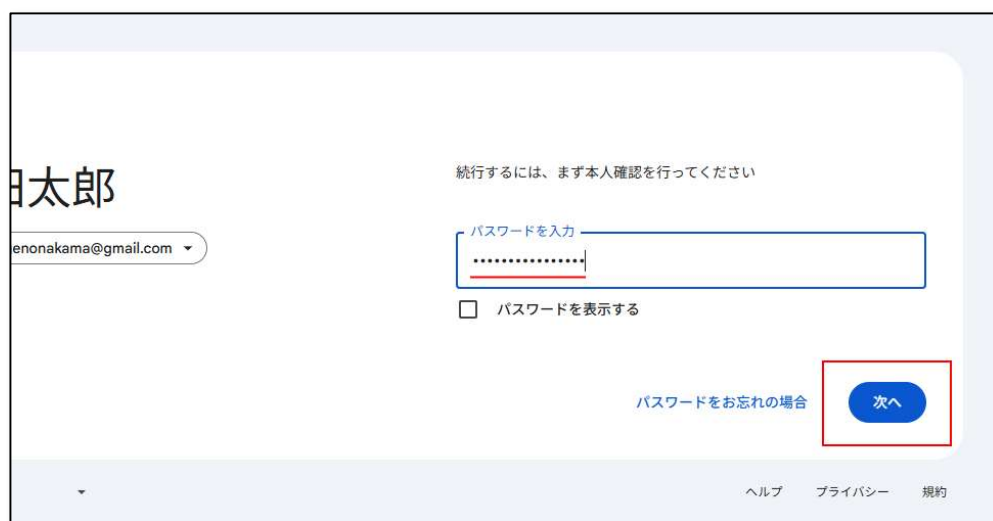 太郎
enonakama@gmail.com
続行するには、まず本人確認を行ってください
パスワードを入力
••••••••••••••••
パスワードを表示する
パスワードをお忘れの場合
次へ
ヘルプ
プライバシー
規約